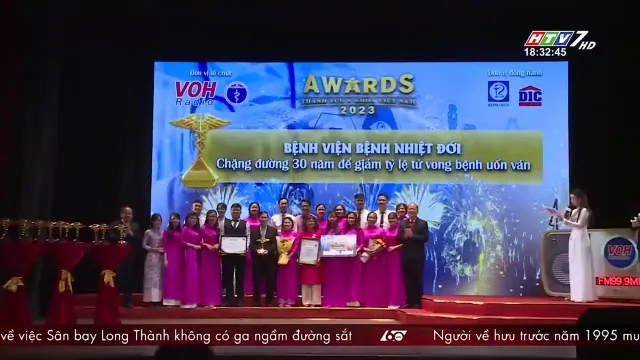 HTV7 HD
18:32:45
Đơn vị tổ chức
VOH
Radio
AWARDS
THÀNH TỰU Y KHOA VIỆT NAM
2023
Đơn vị đồng hành
DIC
BỆNH VIỆN BỆNH NHIỆT ĐỚI
Chặng đường 30 năm để giảm tỷ lệ tử vong bệnh uốn ván
VOH
FM99.9M
về việc Sân bay Long Thành không có ga ngầm đường sắt
60
Người về hưu trước năm 1995 mu